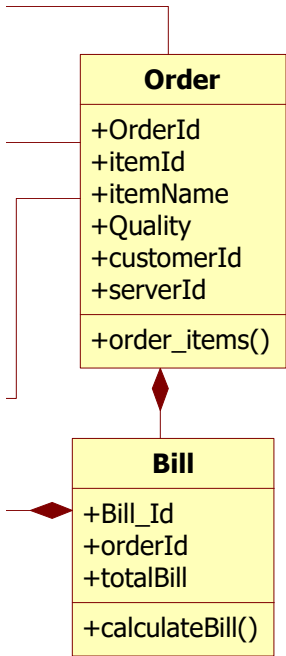 Order
+OrderId
+itemId
+itemName
+Quality
+customerId
+serverId
+order_items()
Bill
+Bill_Id
+orderId
+totalBill
+calculateBill()